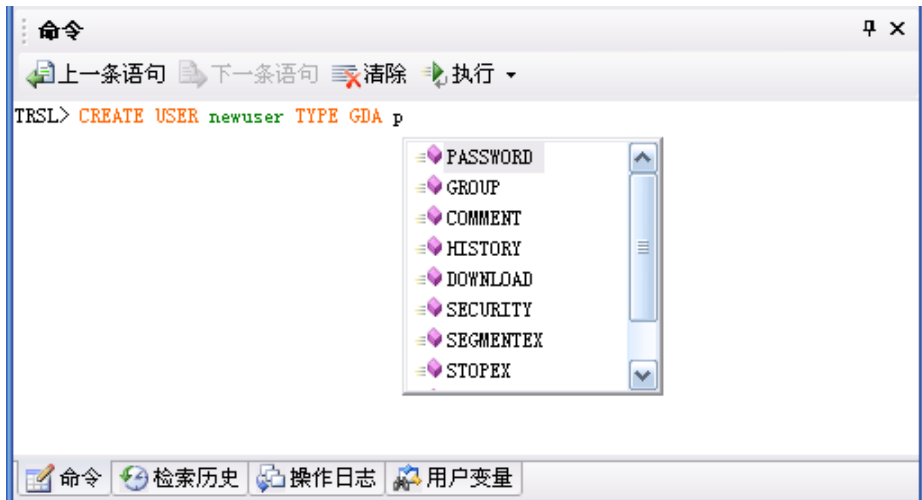 命令
上一条语句 下一条语句 清除 执行
TRSL> CREATE USER newuser TYPE GDA p
PASSWORD
GROUP
COMMENT
HISTORY
DOWNLOAD
SECURITY
SEGMENTEX
STOPEX
命令 检索历史 操作日志 用户变量